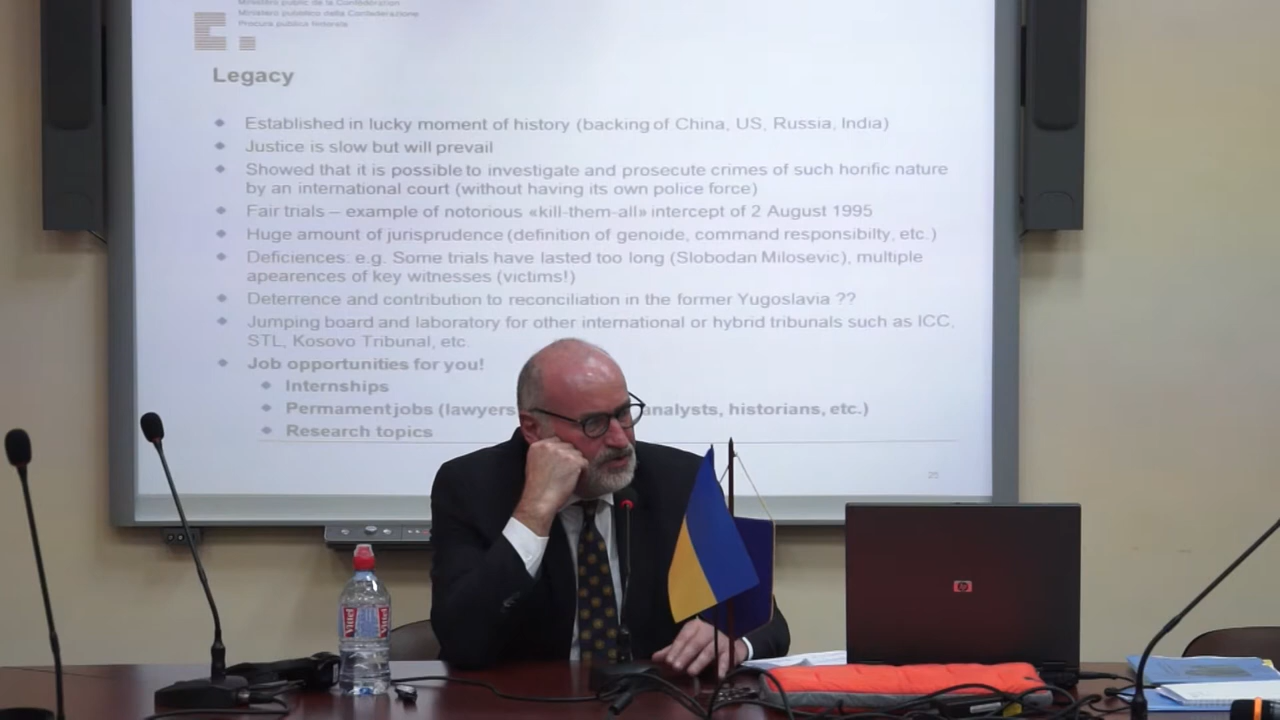 Ministère public de la Confédération
Ministero pubblico della Confederazione
Procura publica federala
Legacy
Established in lucky moment of history (backing of China, US, Russia, India)
Justice is slow but will prevail
Showed that it is possible to investigate and prosecute crimes of such horific nature
by an international court (without having its own police force)
Fair trials – example of notorious «kill-them-all» intercept of 2 August 1995
Huge amount of jurisprudence (definition of genoide, command responsibilty, etc.)
Deficiences: e.g. Some trials have lasted too long (Slobodan Milosevic), multiple
apearences of key witnesses (victims!)
Deterrence and contribution to reconciliation in the former Yugoslavia ??
Jumping board and laboratory for other international or hybrid tribunals such as ICC,
STL, Kosovo Tribunal, etc.
Job opportunities for you!
Internships
Permament jobs (lawyers analysts, historians, etc.)
Research topics
25
Vittel
Vittel
hp